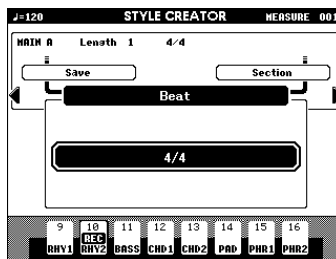 ♩=120 STYLE CREATOR MEASURE 001
MAIN A Length 1 4/4
Save Section
Beat
4/4
9 10 11 12 13 14 15 16
REC
RHY1 RHY2 BASS CHD1 CHD2 PAD PHR1 PHR2